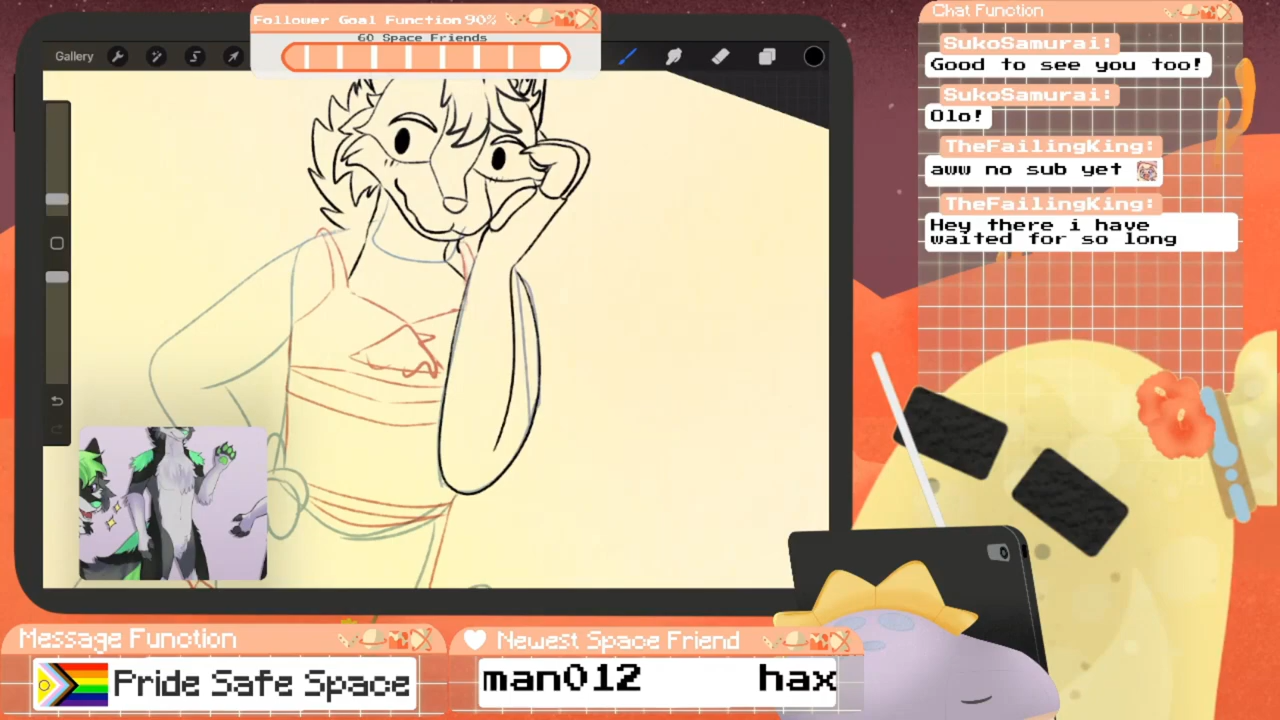 Follower Goal Function 90%
60 Space Friends
Gallery
Chat Function
SukoSamurai:
Good to see you too!
SukoSamurai:
Olo!
TheFailingKing:
aww no sub yet
TheFailingKing:
Hey there i have
waited for so long
Message Function
Pride Safe Space
Newest Space Friend
man012 hax